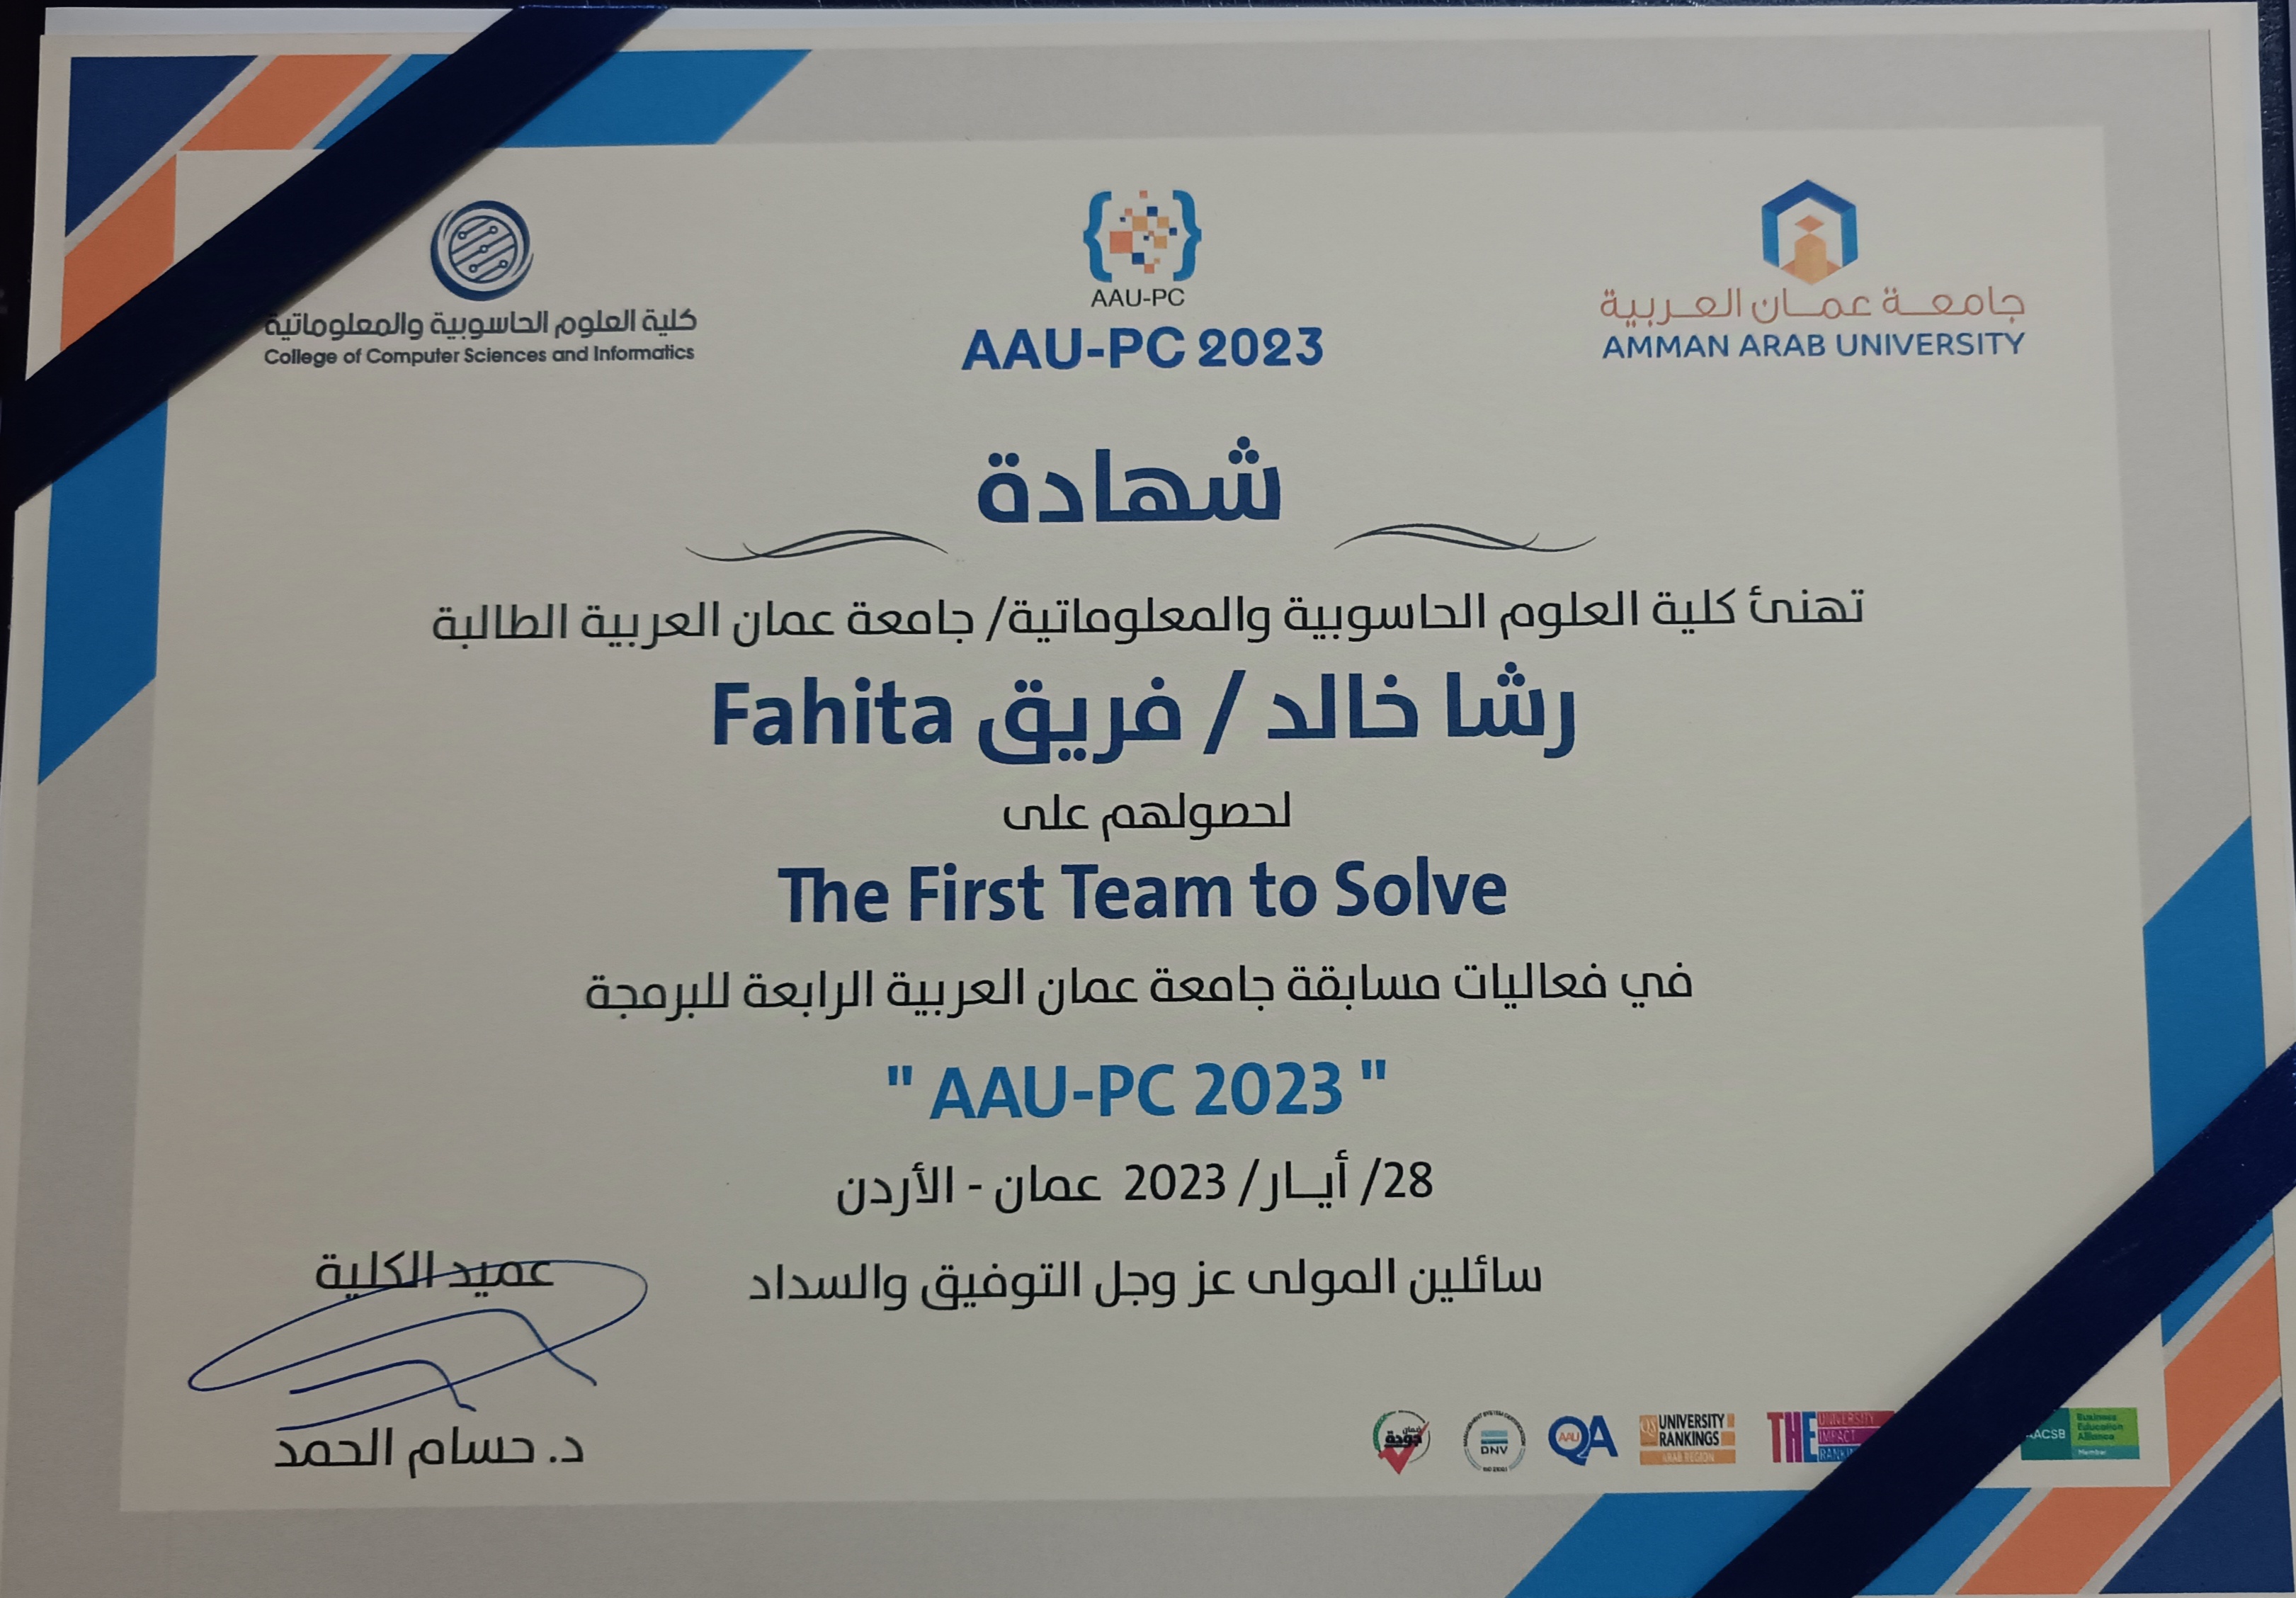 جامعة عمان العربية
AMMAN ARAB UNIVERSITY
AAU-PC
AAU-PC 2023
كلية العلوم الحاسوبية والمعلوماتية
College of Computer Sciences and Informatics
شهادة
تهنئ كلية العلوم الحاسوبية والمعلوماتية/ جامعة عمان العربية الطالبة
رشا خالد / فريق Fahita
لحصولهم على
The First Team to Solve
في فعاليات مسابقة جامعة عمان العربية الرابعة للبرمجة
" AAU-PC 2023 "
28/ أيار/ 2023 عمان - الأردن
سائلين المولى عز وجل التوفيق والسداد
عميد الكلية
د. حسام الحمد
جودة
DNV
QA
AAU
QS UNIVERSITY
RANKINGS
ARAB REGION
THE UNIVERSITY
IMPACT
ACSB
Business
Education
Alliance
Member